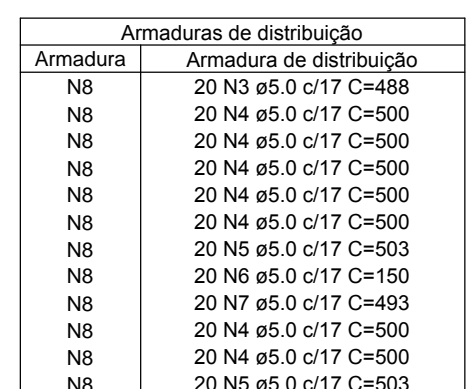 Armaduras de distribuição
Armadura Armadura de distribuição
N8 20 N3 ø5.0 c/17 C=488
N8 20 N4 ø5.0 c/17 C=500
N8 20 N4 ø5.0 c/17 C=500
N8 20 N4 ø5.0 c/17 C=500
N8 20 N4 ø5.0 c/17 C=500
N8 20 N4 ø5.0 c/17 C=500
N8 20 N5 ø5.0 c/17 C=503
N8 20 N6 ø5.0 c/17 C=150
N8 20 N7 ø5.0 c/17 C=493
N8 20 N4 ø5.0 c/17 C=500
N8 20 N4 ø5.0 c/17 C=500
N8 20 N5 ø5.0 c/17 C=503